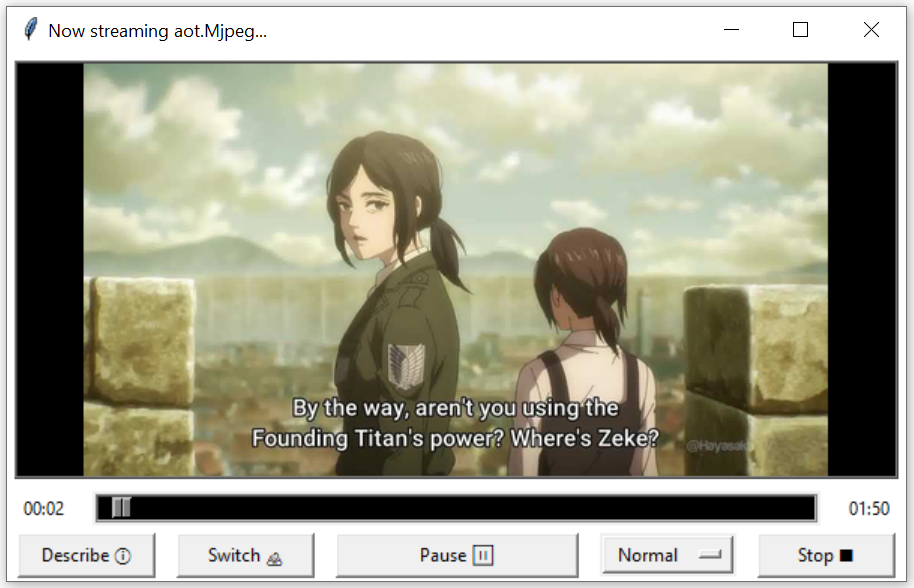 Now streaming aot.Mjpeg...
By the way, aren't you using the
Founding Titan's power? Where's Zeke?
00:02
01:50
Describe
Switch
Pause
Normal
Stop